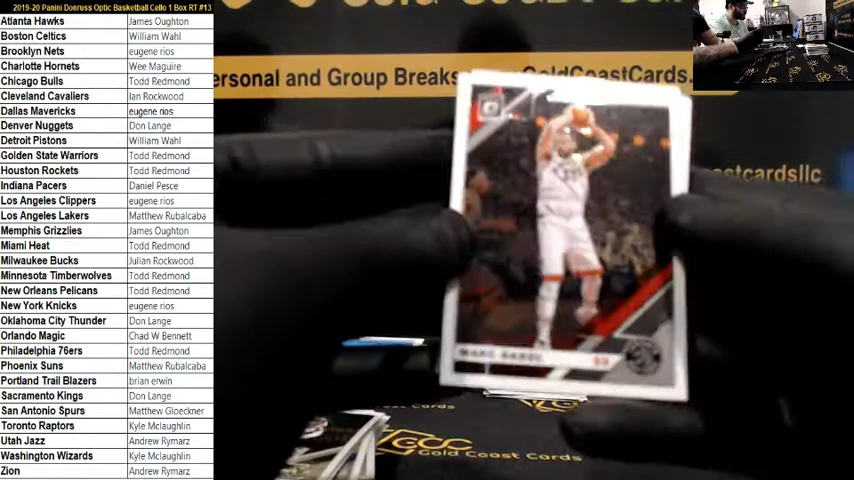 2019-20 Panini Donruss Optic Basketball Cello 1 Box RT #13
Atlanta Hawks James Oughton
Boston Celtics William Wahl
Brooklyn Nets eugene rios
Charlotte Hornets Wee Maguire
Chicago Bulls Todd Redmond
Cleveland Cavaliers Ian Rockwood
Dallas Mavericks eugene rios
Denver Nuggets Don Lange
Detroit Pistons William Wahl
Golden State Warriors Todd Redmond
Houston Rockets Todd Redmond
Indiana Pacers Daniel Pesce
Los Angeles Clippers eugene rios
Los Angeles Lakers Matthew Rubalcaba
Memphis Grizzlies James Oughton
Miami Heat Todd Redmond
Milwaukee Bucks Julian Rockwood
Minnesota Timberwolves Todd Redmond
New Orleans Pelicans Todd Redmond
New York Knicks eugene rios
Oklahoma City Thunder Don Lange
Orlando Magic Chad W Bennett
Philadelphia 76ers Todd Redmond
Phoenix Suns Matthew Rubalcaba
Portland Trail Blazers brian erwin
Sacramento Kings Don Lange
San Antonio Spurs Matthew Gloeckner
Toronto Raptors Kyle Mclaughlin
Utah Jazz Andrew Rymarz
Washington Wizards Kyle Mclaughlin
Zion Andrew Rymarz
ersonal and Group Breaks GoldCoastCards.
stcardsllc
MARC GASOL 33
Cards
GCC
Gold Coast Cards